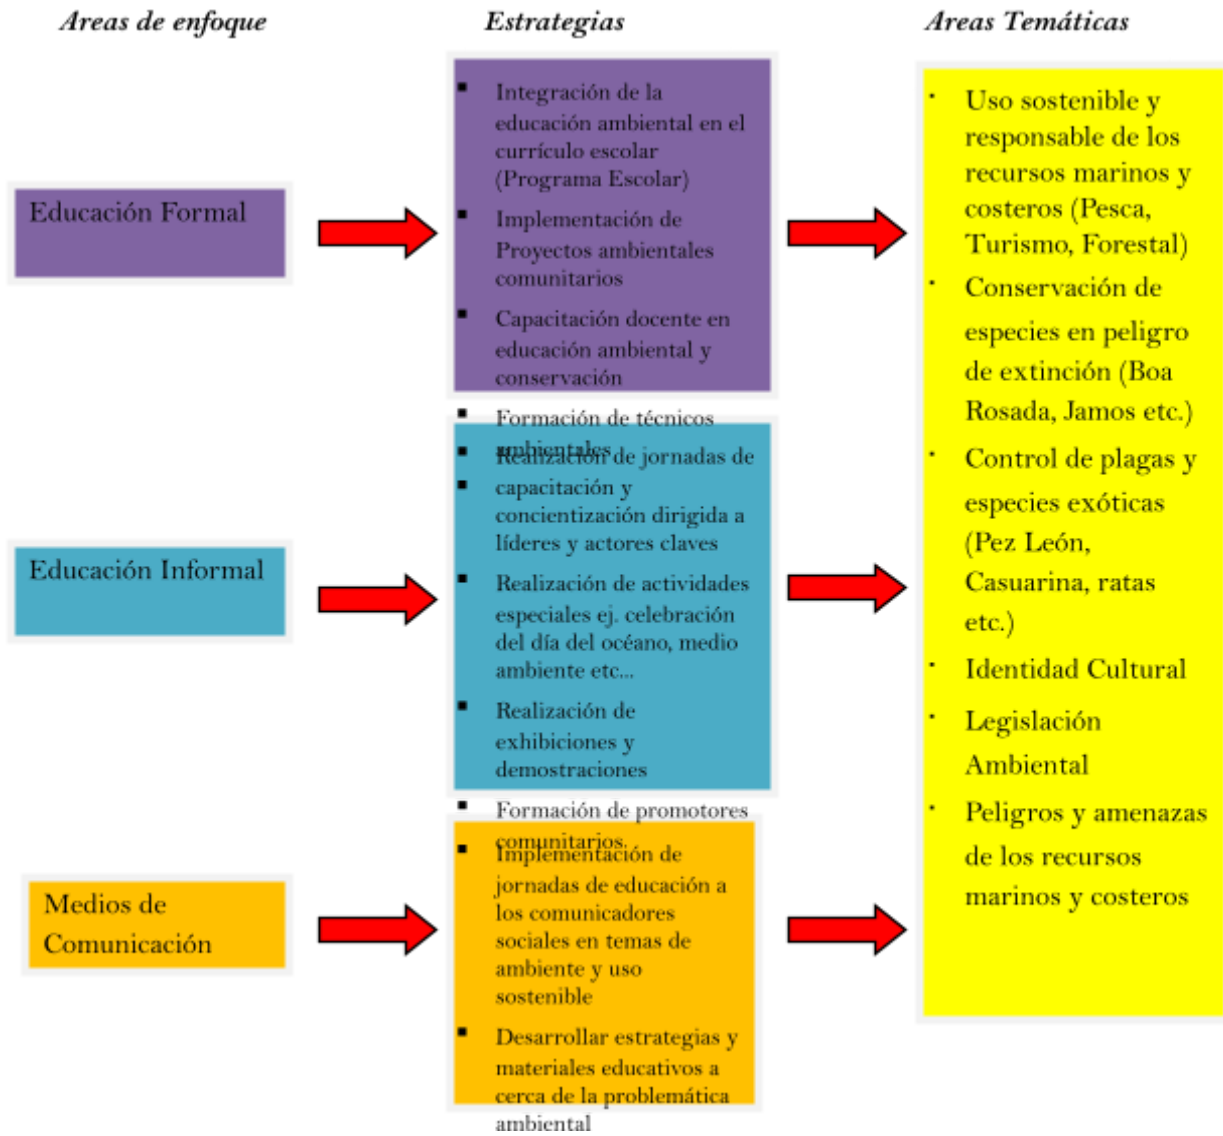 Areas de enfoque
Estrategias
Areas Temáticas
Educación Formal
▪ Integración de la
educación ambiental en el
currículo escolar
(Programa Escolar)
▪ Implementación de
Proyectos ambientales
comunitarios
▪ Capacitación docente en
educación ambiental y
conservación
▪ Formación de técnicos
ambientales
Educación Informal
▪ Realización de jornadas de
▪ capacitación y
concientización dirigida a
líderes y actores claves
▪ Realización de actividades
especiales ej. celebración
del día del océano, medio
ambiente etc...
▪ Realización de
exhibiciones y
demostraciones
▪ Formación de promotores
comunitarios.
Medios de
Comunicación
▪ Implementación de
jornadas de educación a
los comunicadores
sociales en temas de
ambiente y uso
sostenible
▪ Desarrollar estrategias y
materiales educativos a
cerca de la problemática
ambiental
· Uso sostenible y
responsable de los
recursos marinos y
costeros (Pesca,
Turismo, Forestal)
· Conservación de
especies en peligro
de extinción (Boa
Rosada, Jamos etc.)
· Control de plagas y
especies exóticas
(Pez León,
Casuarina, ratas
etc.)
· Identidad Cultural
· Legislación
Ambiental
· Peligros y amenazas
de los recursos
marinos y costeros